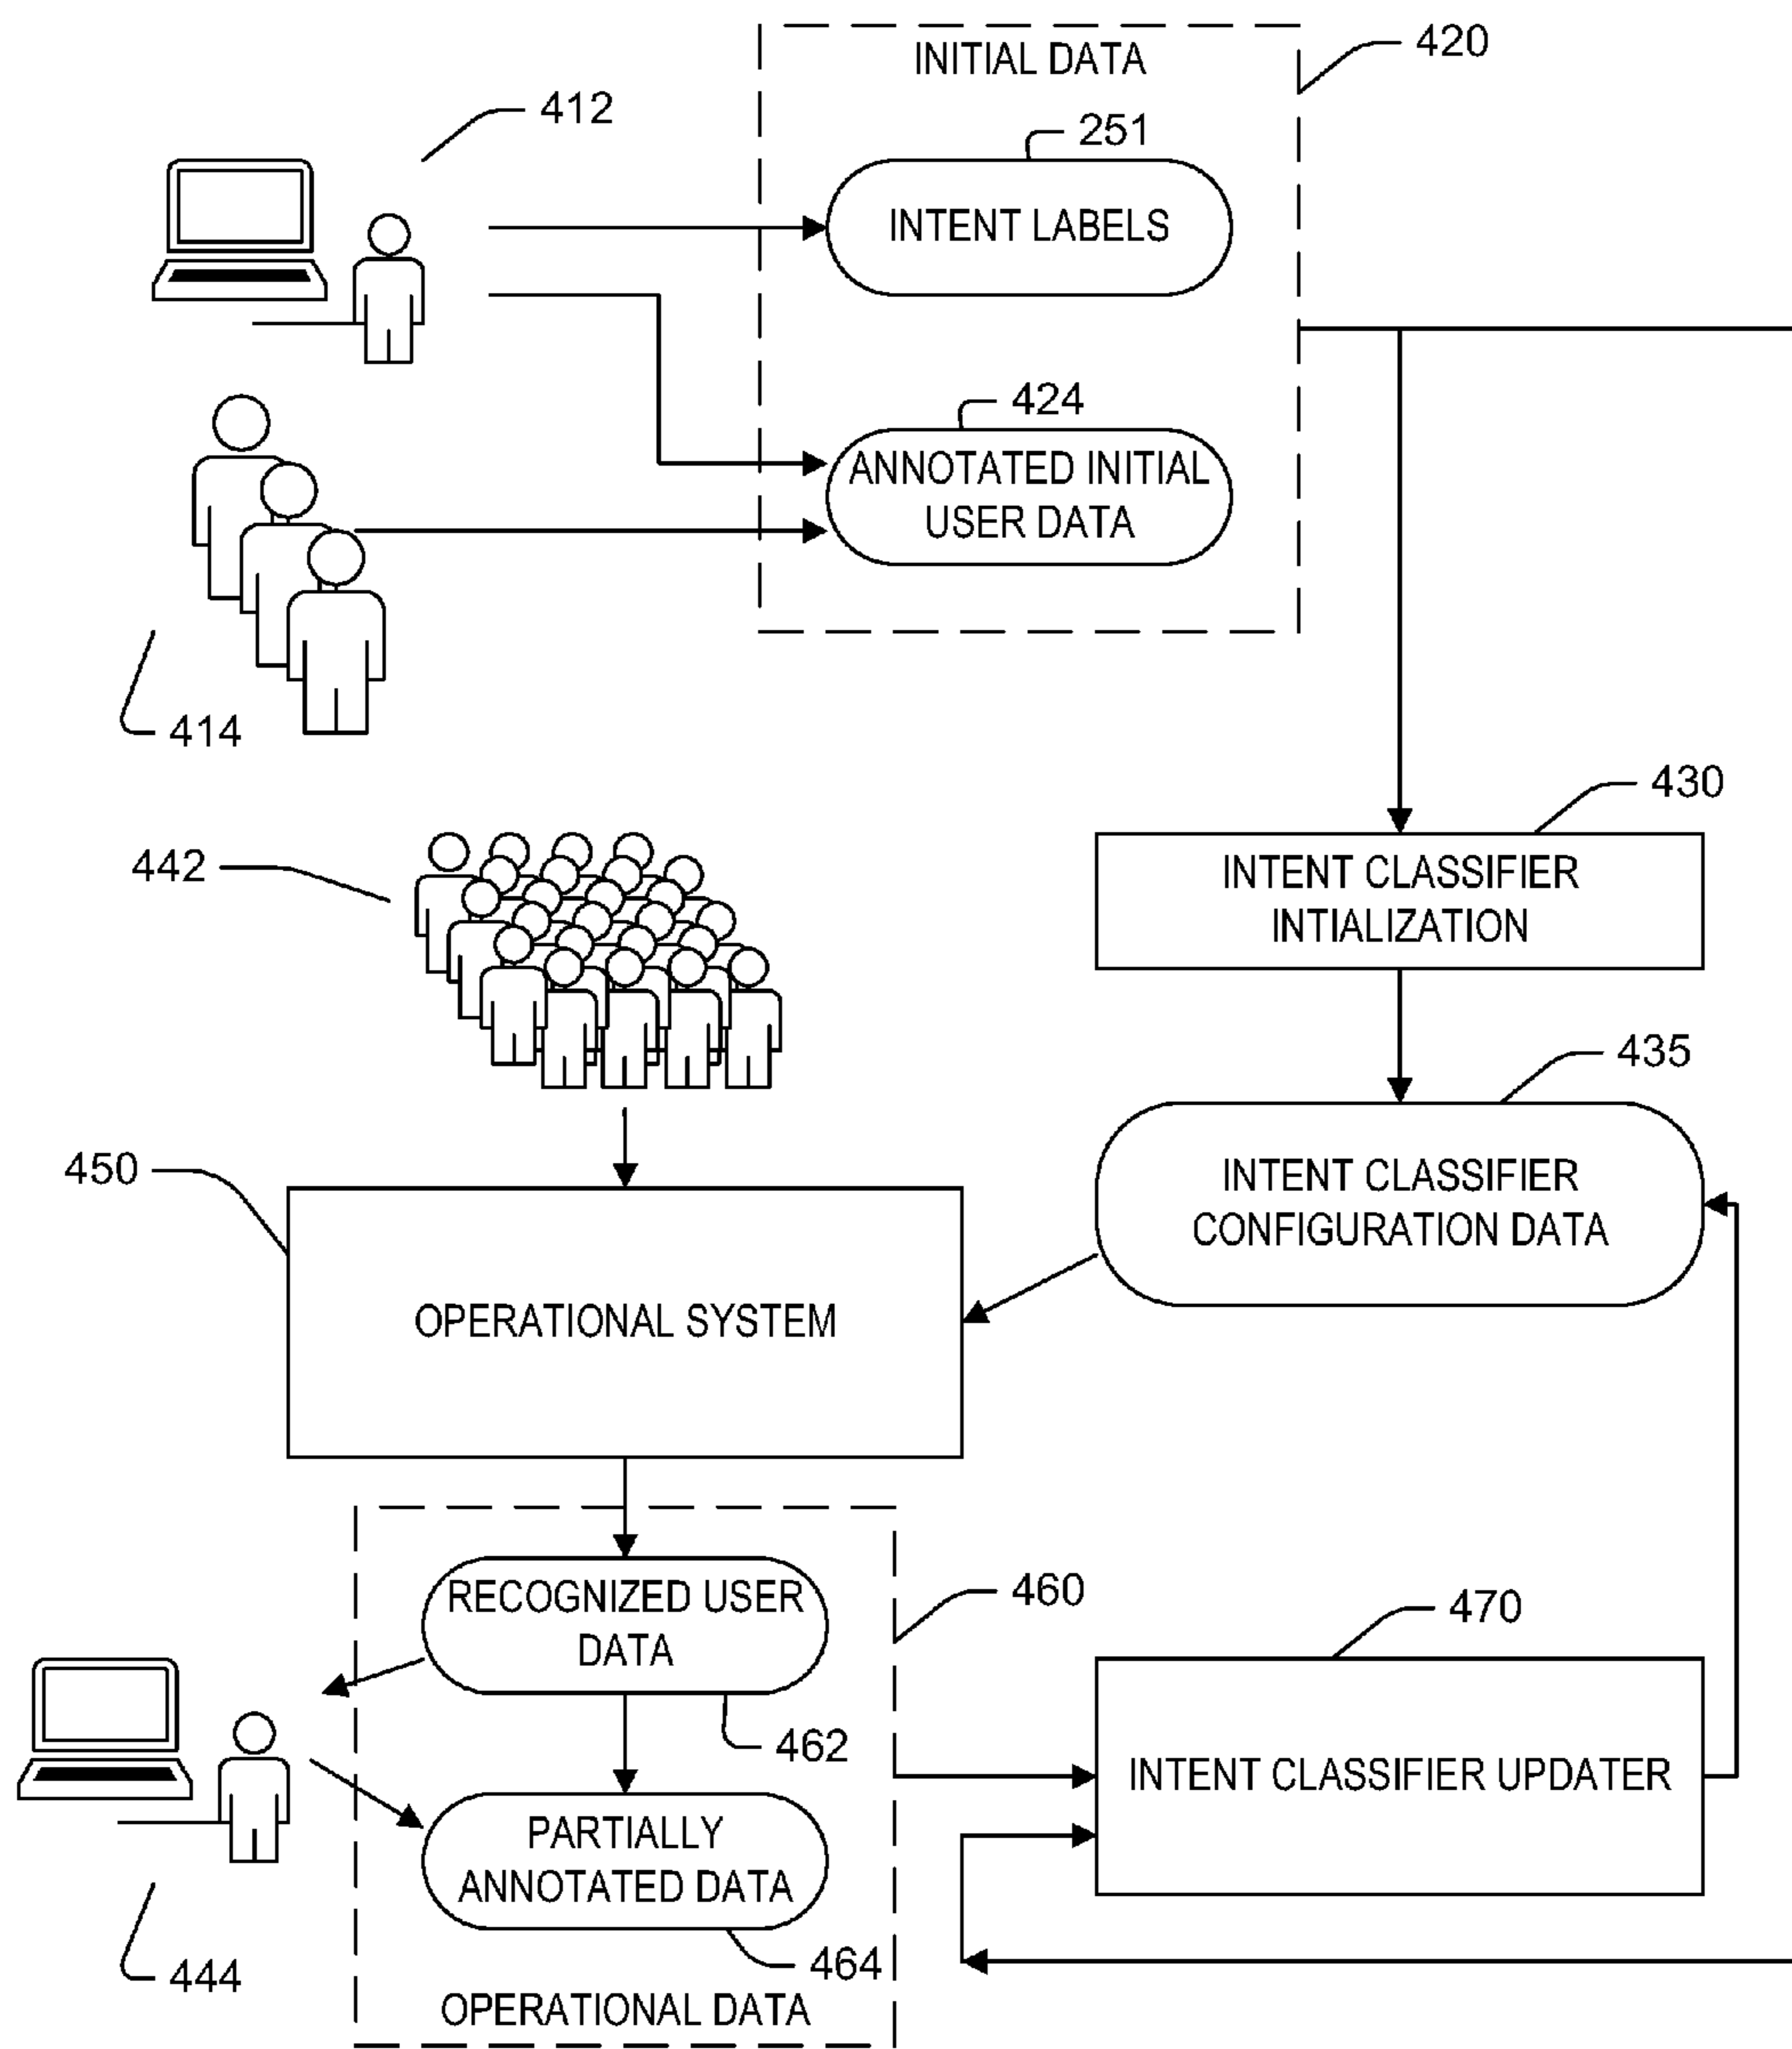 INITIAL DATA
420
412
251
INTENT LABELS
424
ANNOTATED INITIAL
USER DATA
414
430
442
INTENT CLASSIFIER
INTIALIZATION
435
450
INTENT CLASSIFIER
CONFIGURATION DATA
OPERATIONAL SYSTEM
460
470
RECOGNIZED USER
DATA
462
INTENT CLASSIFIER UPDATER
PARTIALLY
ANNOTATED DATA
464
444
OPERATIONAL DATA